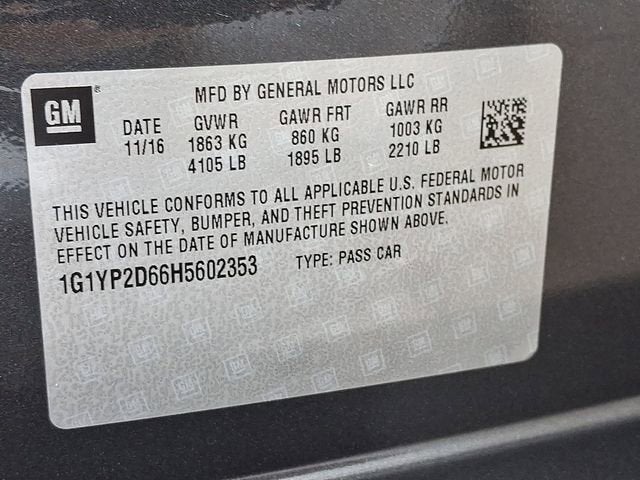 GM
MFD BY GENERAL MOTORS LLC
DATE GVWR GAWR FRT GAWR RR
11/16 1863 KG 860 KG 1003 KG
4105 LB 1895 LB 2210 LB
THIS VEHICLE CONFORMS TO ALL APPLICABLE U.S. FEDERAL MOTOR
VEHICLE SAFETY, BUMPER, AND THEFT PREVENTION STANDARDS IN
EFFECT ON THE DATE OF MANUFACTURE SHOWN ABOVE.
1G1YP2D66H5602353 TYPE: PASS CAR